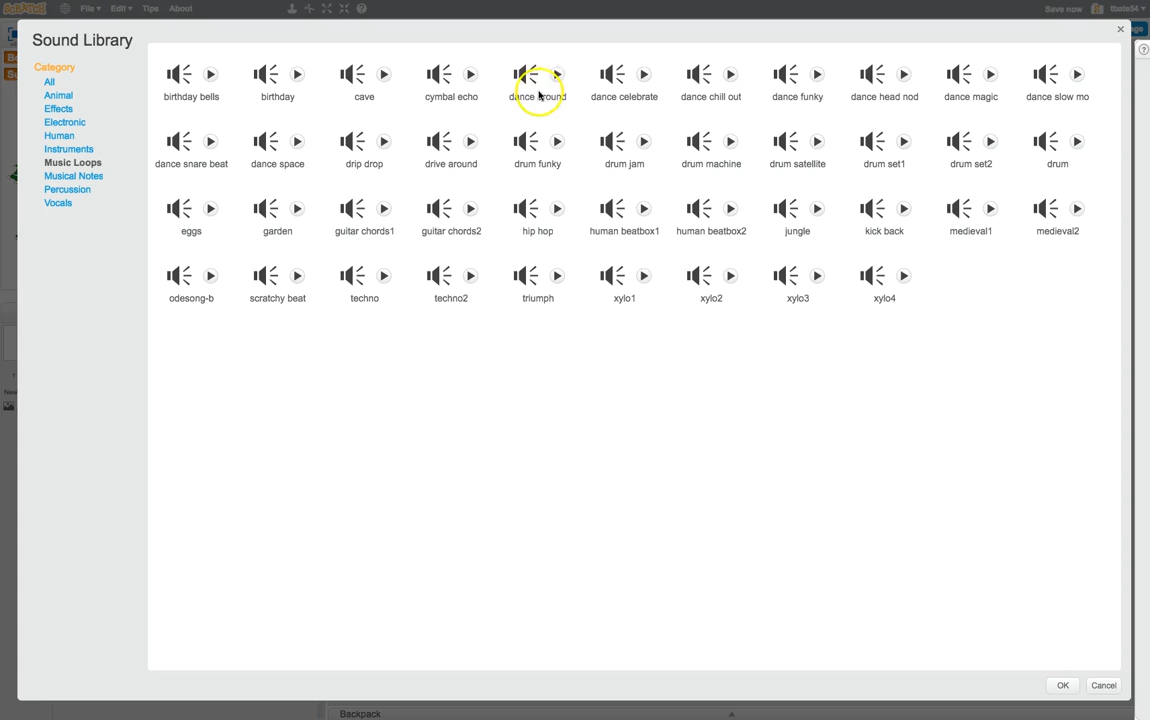 SCRATCH File▾ Edit▾ Tips About Save now tbate54▾
Sound Library
Category
All
Animal
Effects
Electronic
Human
Instruments
Music Loops
Musical Notes
Percussion
Vocals
birthday bells birthday cave cymbal echo dance around dance celebrate dance chill out dance funky dance head nod dance magic dance slow mo
dance snare beat dance space drip drop drive around drum funky drum jam drum machine drum satellite drum set1 drum set2 drum
eggs garden guitar chords1 guitar chords2 hip hop human beatbox1 human beatbox2 jungle kick back medieval1 medieval2
odesong-b scratchy beat techno techno2 triumph xylo1 xylo2 xylo3 xylo4
OK Cancel
Backpack